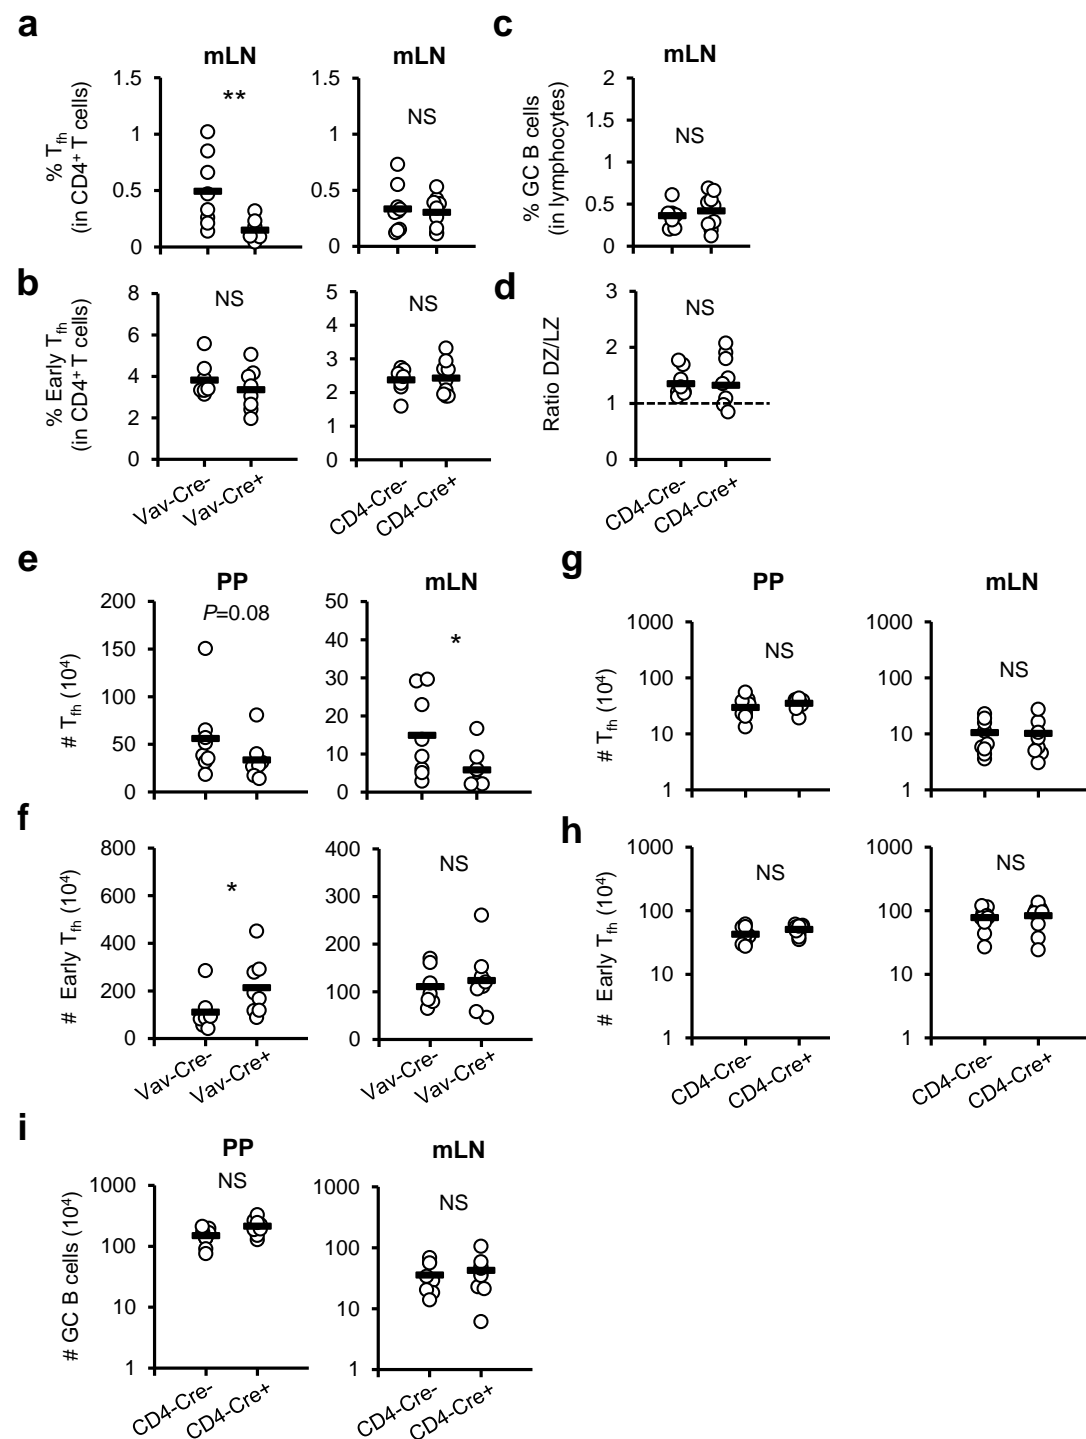 a
mLN
mLN
% Tfh
(in CD4+ T cells)
1.5
1
0.5
0
**
1.5
1
0.5
0
NS
c
mLN
% GC B cells
(in lymphocytes)
2
1.5
1
0.5
0
NS
b
% Early Tfh
(in CD4+ T cells)
8
6
4
2
0
NS
Vav-Cre-
Vav-Cre+
5
4
3
2
1
0
NS
CD4-Cre-
CD4-Cre+
d
Ratio DZ/LZ
3
2
1
0
NS
CD4-Cre-
CD4-Cre+
e
PP
mLN
# Tfh (10⁴)
200
150
100
50
0
P=0.08
50
40
30
20
10
0
*
g
PP
mLN
# Tfh (10⁴)
1000
100
10
1
NS
1000
100
10
1
NS
f
# Early Tfh (10⁴)
800
600
400
200
0
*
Vav-Cre-
Vav-Cre+
400
300
200
100
0
NS
Vav-Cre-
Vav-Cre+
h
# Early Tfh (10⁴)
1000
100
10
1
NS
CD4-Cre-
CD4-Cre+
1000
100
10
1
NS
CD4-Cre-
CD4-Cre+
i
PP
mLN
# GC B cells (10⁴)
1000
100
10
1
NS
CD4-Cre-
CD4-Cre+
1000
100
10
1
NS
CD4-Cre-
CD4-Cre+